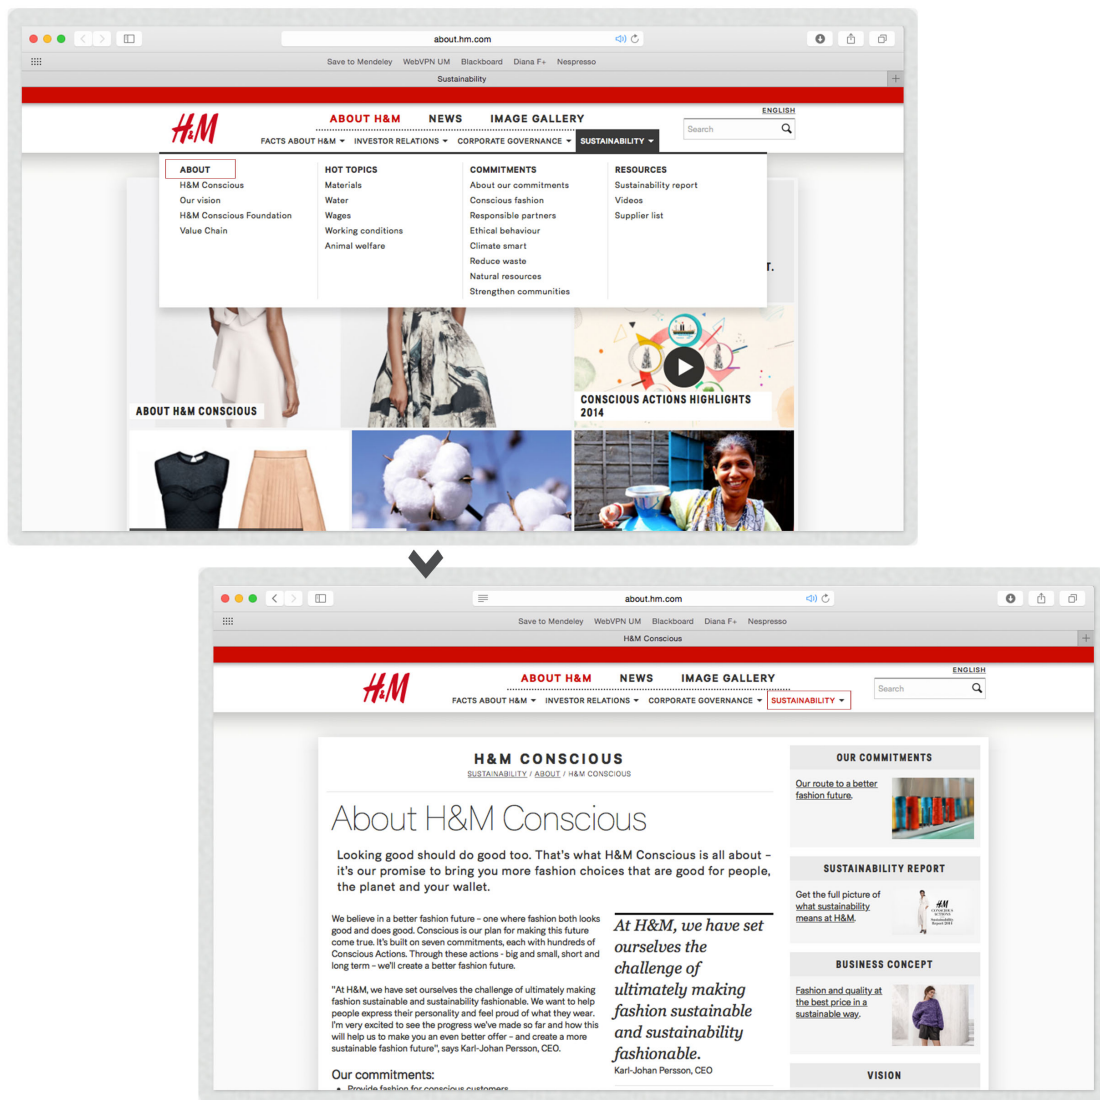 about.hm.com
Save to Mendeley WebVPN UM Blackboard Diana F+ Nespresso
Sustainability
ENGLISH
H&M
ABOUT H&M NEWS IMAGE GALLERY
Search
FACTS ABOUT H&M INVESTOR RELATIONS CORPORATE GOVERNANCE SUSTAINABILITY
ABOUT
H&M Conscious
Our vision
H&M Conscious Foundation
Value Chain
HOT TOPICS
Materials
Water
Wages
Working conditions
Animal welfare
COMMITMENTS
About our commitments
Conscious fashion
Responsible partners
Ethical behaviour
Climate smart
Reduce waste
Natural resources
Strengthen communities
RESOURCES
Sustainability report
Videos
Supplier list
T.
ABOUT H&M CONSCIOUS
CONSCIOUS ACTIONS HIGHLIGHTS
2014
about.hm.com
Save to Mendeley WebVPN UM Blackboard Diana F+ Nespresso
H&M Conscious
ENGLISH
H&M
ABOUT H&M NEWS IMAGE GALLERY
Search
FACTS ABOUT H&M INVESTOR RELATIONS CORPORATE GOVERNANCE SUSTAINABILITY
H&M CONSCIOUS
SUSTAINABILITY / ABOUT / H&M CONSCIOUS
About H&M Conscious
Looking good should do good too. That's what H&M Conscious is all about –
it's our promise to bring you more fashion choices that are good for people,
the planet and your wallet.
We believe in a better fashion future – one where fashion both looks
good and does good. Conscious is our plan for making this future
come true. It's built on seven commitments, each with hundreds of
Conscious Actions. Through these actions - big and small, short and
long term – we'll create a better fashion future.
"At H&M, we have set ourselves the challenge of ultimately making
fashion sustainable and sustainability fashionable. We want to help
people express their personality and feel proud of what they wear.
I'm very excited to see the progress we've made so far and how this
will help us to make you an even better offer – and create a more
sustainable fashion future", says Karl-Johan Persson, CEO.
Our commitments:
• Provide fashion for conscious customers
At H&M, we have set
ourselves the
challenge of
ultimately making
fashion sustainable
and sustainability
fashionable.
Karl-Johan Persson, CEO
OUR COMMITMENTS
Our route to a better
fashion future.
SUSTAINABILITY REPORT
Get the full picture of
what sustainability
means at H&M.
H&M
CONSCIOUS
ACTIONS
Sustainability
BUSINESS CONCEPT
Fashion and quality at
the best price in a
sustainable way.
VISION